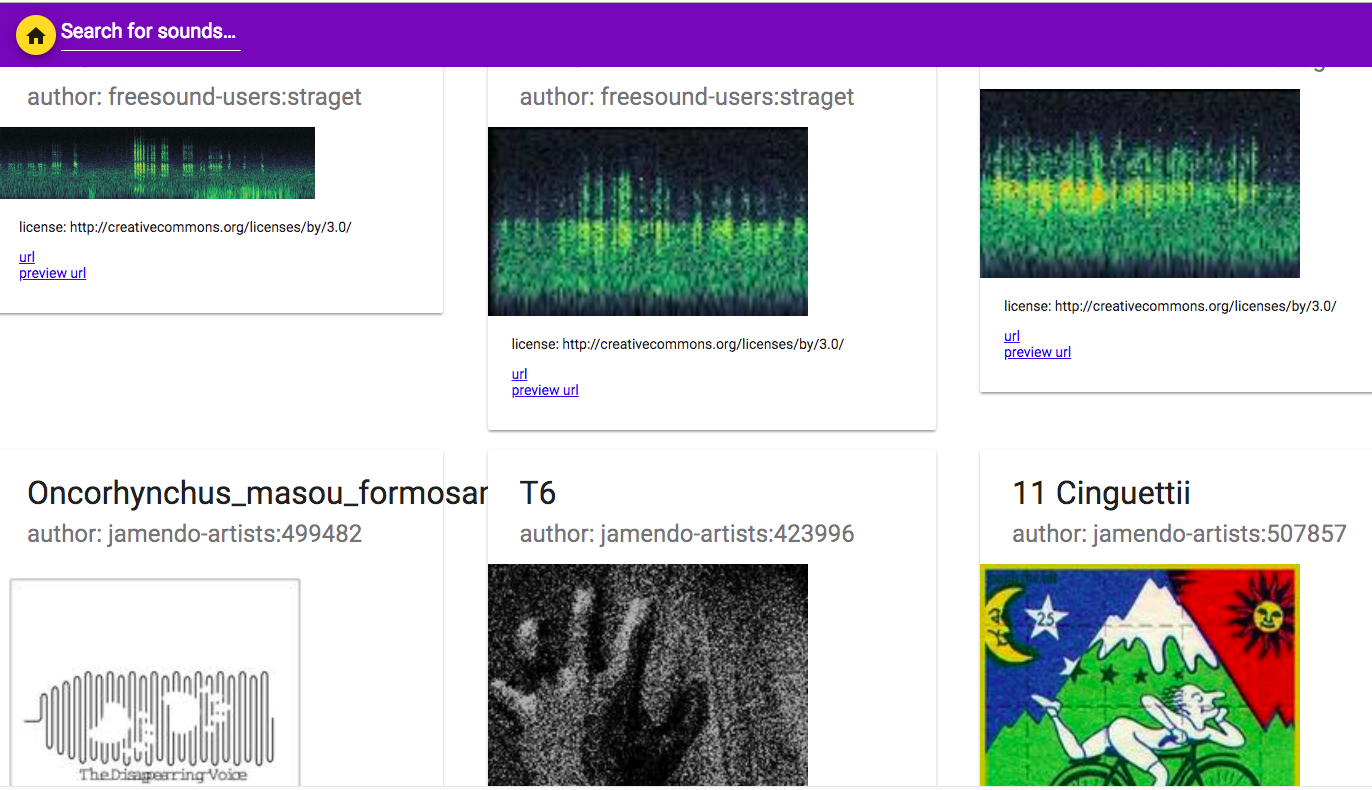 Search for sounds...
author: freesound-users:straget
license: http://creativecommons.org/licenses/by/3.0/
url
preview url
author: freesound-users:straget
license: http://creativecommons.org/licenses/by/3.0/
url
preview url
license: http://creativecommons.org/licenses/by/3.0/
url
preview url
Oncorhynchus_masou_formosan
author: jamendo-artists:499482
The Disappearring Voice
T6
author: jamendo-artists:423996
11 Cinguettii
author: jamendo-artists:507857
25